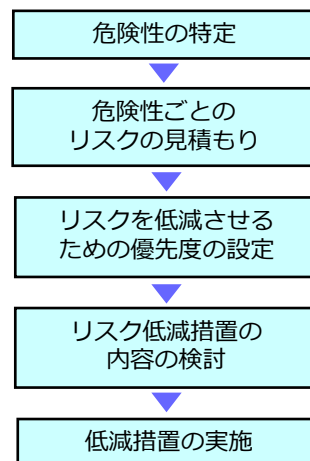 危険性の特定
危険性ごとの
リスクの見積もり
リスクを低減させる
ための優先度の設定
リスク低減措置の
内容の検討
低減措置の実施